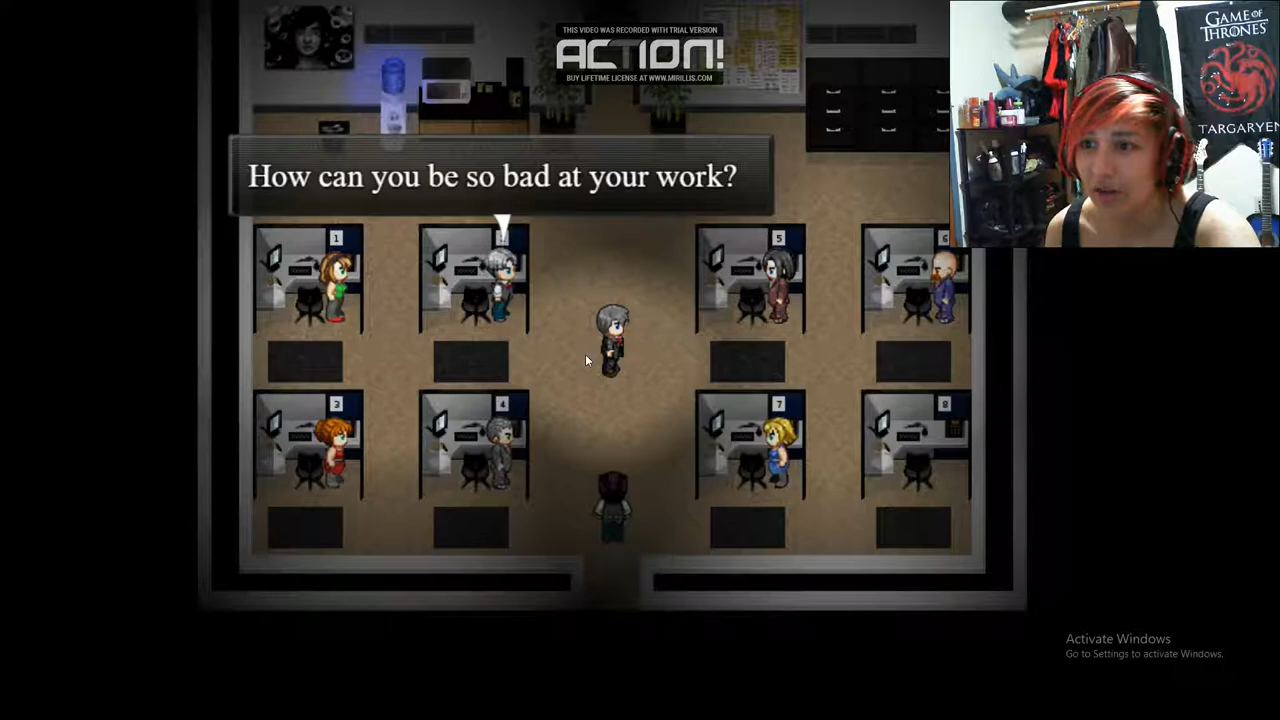 THIS VIDEO WAS RECORDED WITH TRIAL VERSION
ACTION!
BUY LIFETIME LICENSE AT WWW.MIRILLIS.COM
GAME OF
THRONES
TARGARYEN
How can you be so bad at your work?
1
5
6
3
4
7
8
Activate Windows
Go to Settings to activate Windows.